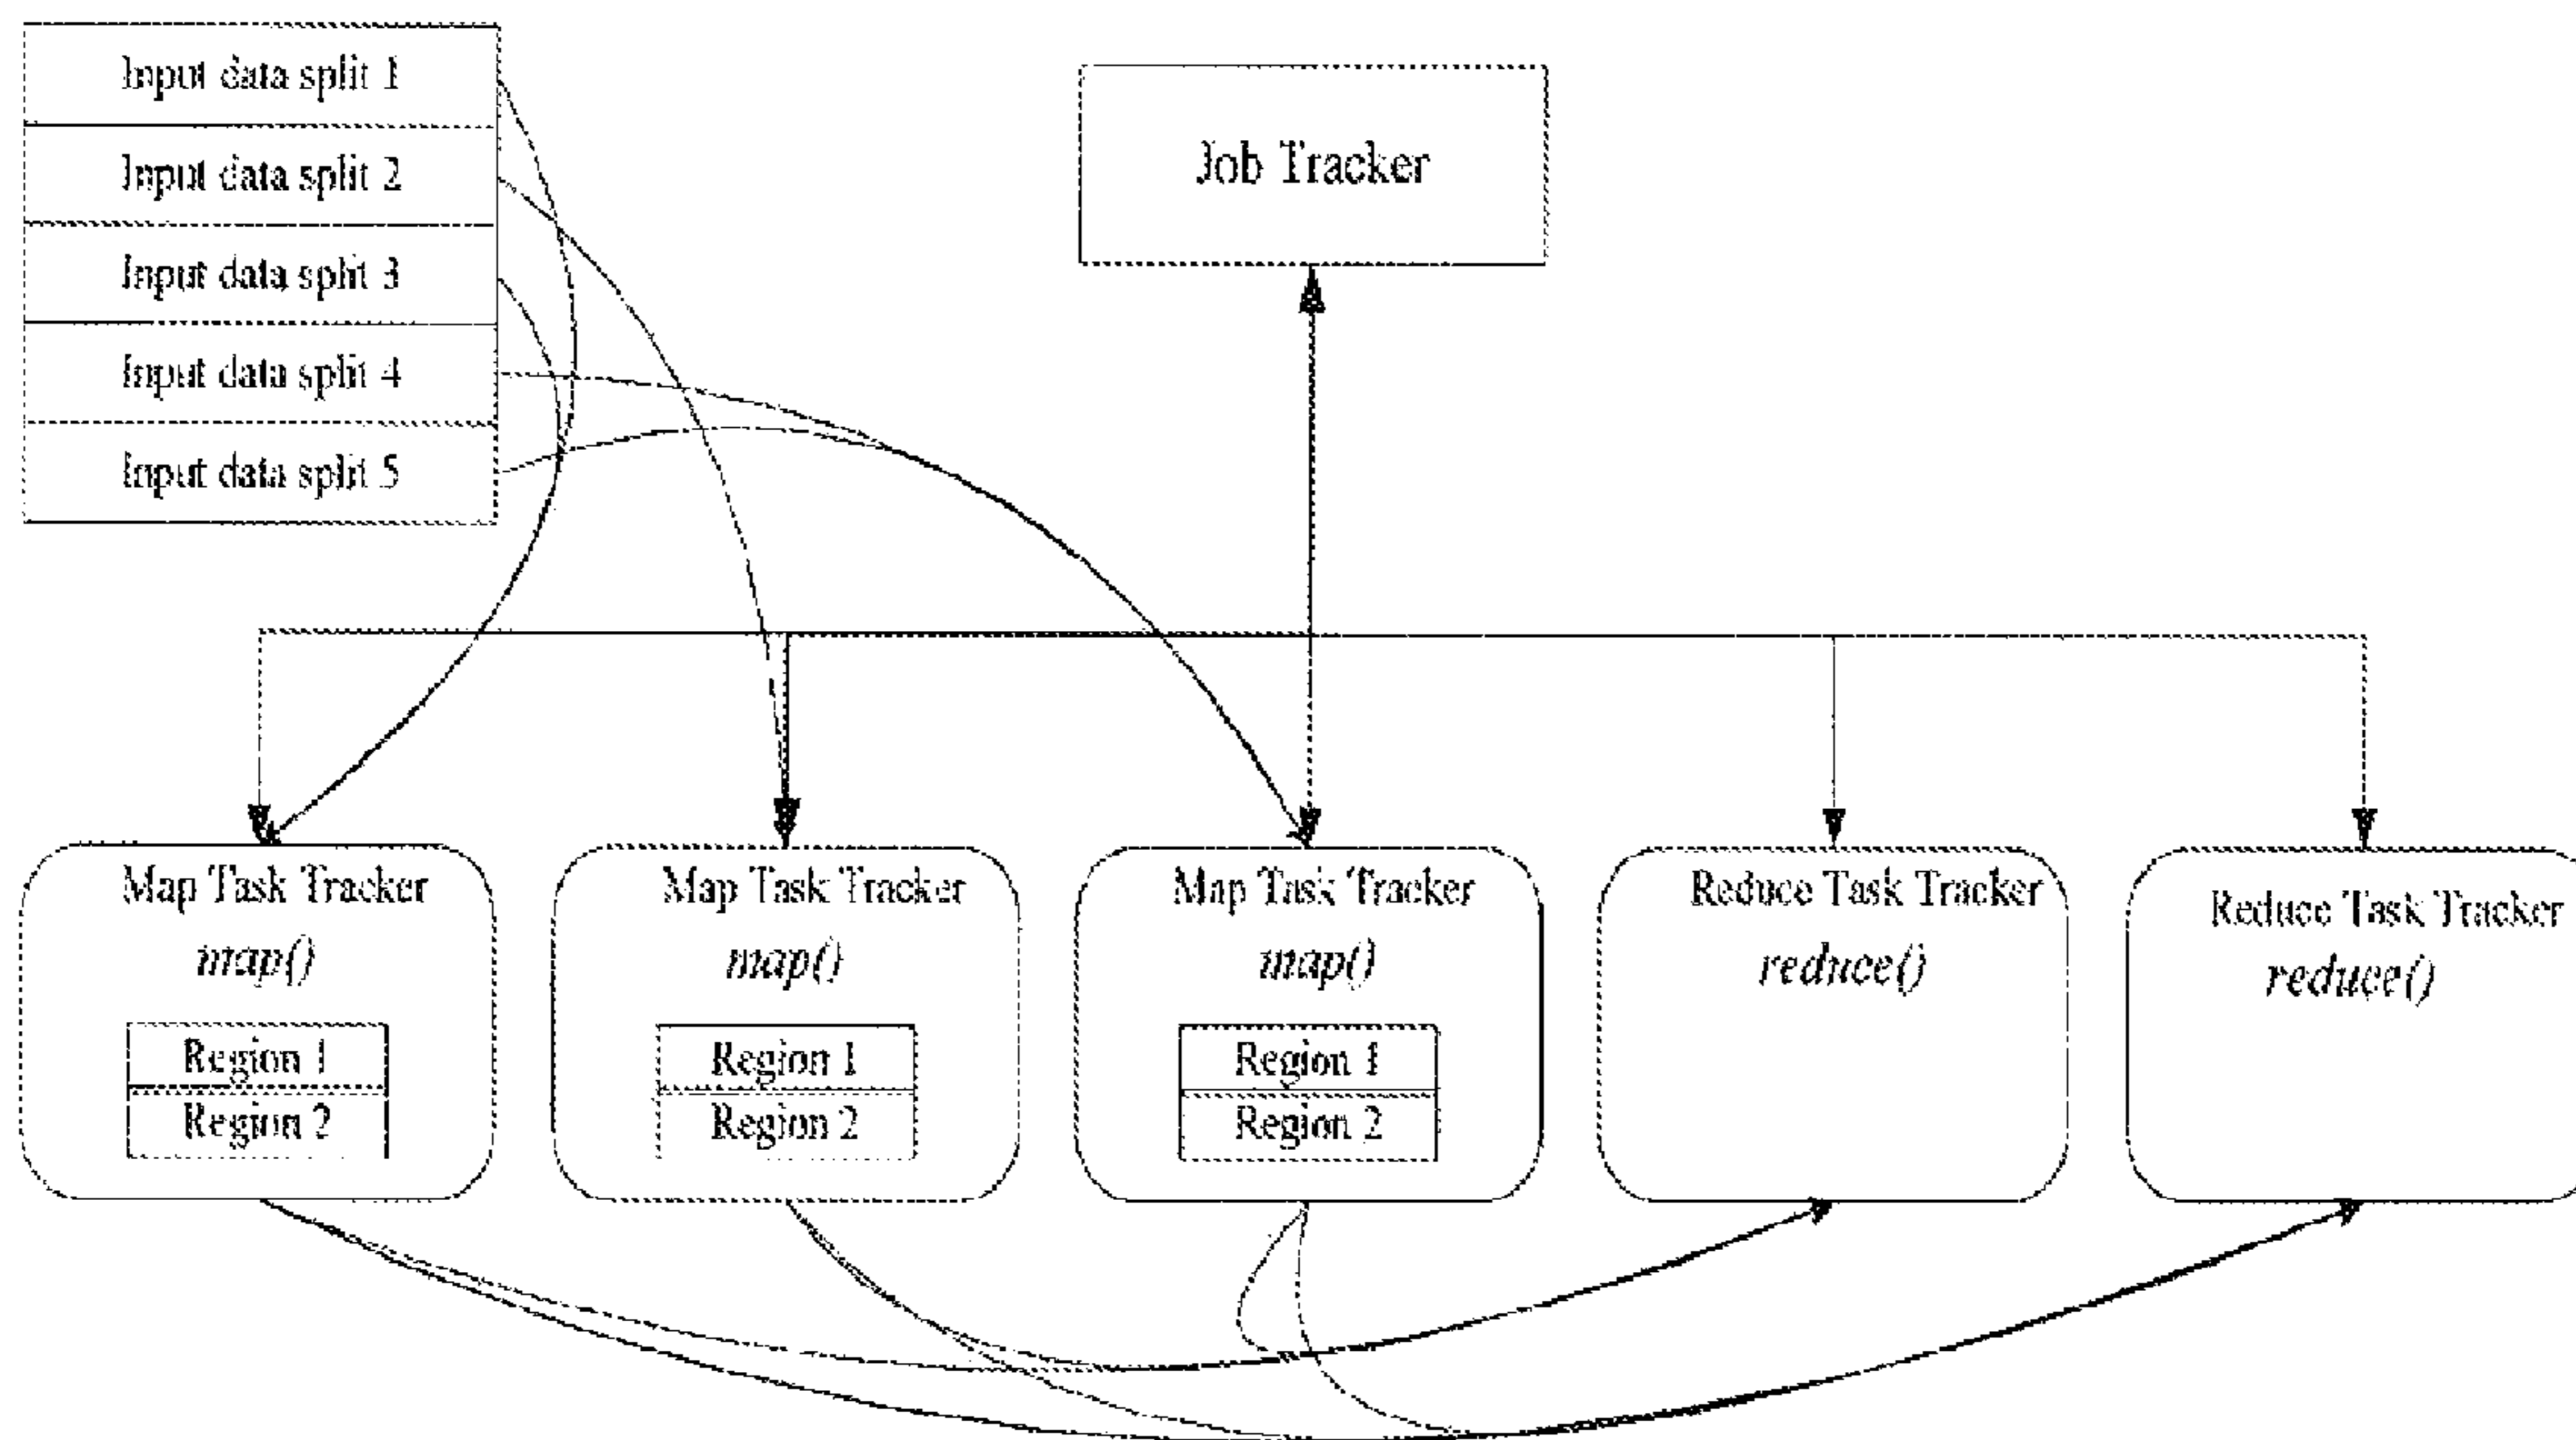 Input data split 1
Input data split 2
Input data split 3
Input data split 4
Input data split 5
Job Tracker
Map Task Tracker
map()
Region 1
Region 2
Map Task Tracker
map()
Region 1
Region 2
Map Task Tracker
map()
Region 1
Region 2
Reduce Task Tracker
reduce()
Reduce Task Tracker
reduce()